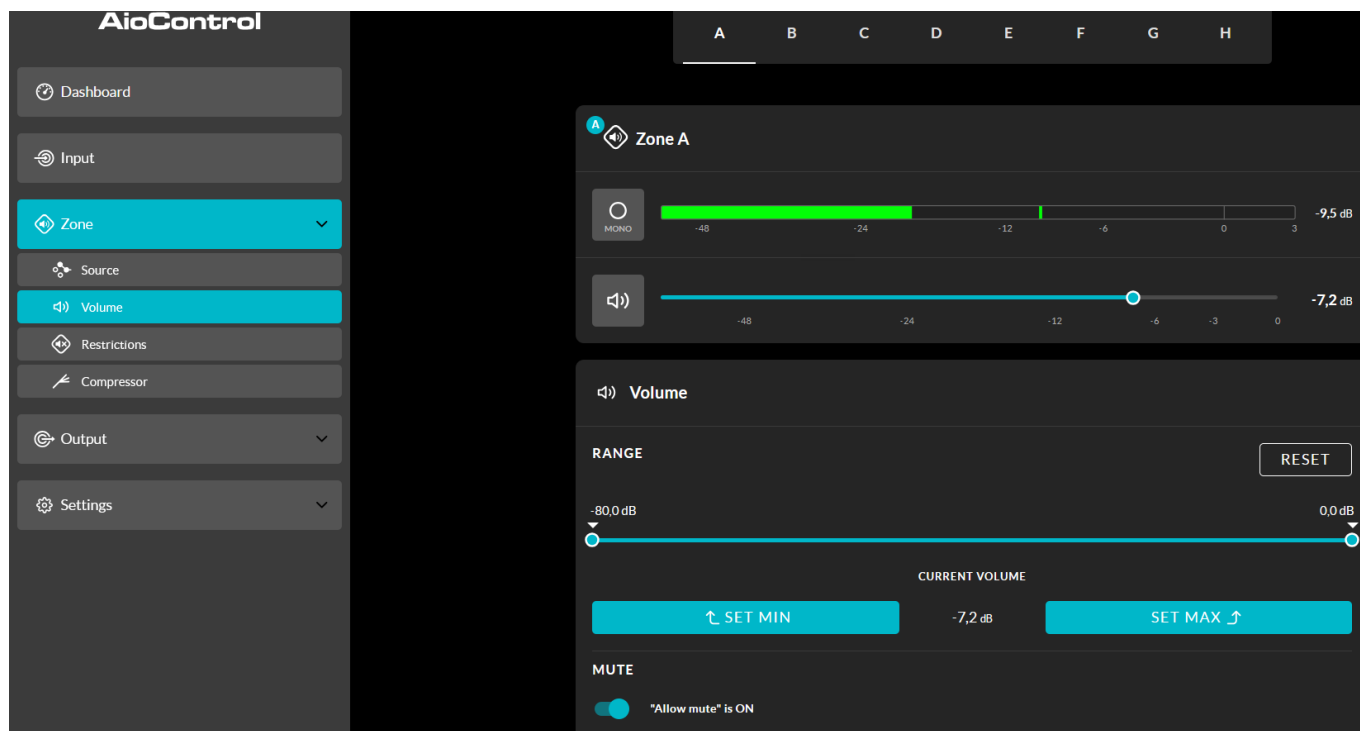 AioControl
A B C D E F G H
Dashboard
Input
Zone
Source
Volume
Restrictions
Compressor
Output
Settings
A
Zone A
MONO
-48 -24 -12 -6 0 3
-9,5 dB
-48 -24 -12 -6 -3 0
-7,2 dB
Volume
RANGE
RESET
-80,0 dB
0,0 dB
CURRENT VOLUME
SET MIN
-7,2 dB
SET MAX
MUTE
"Allow mute" is ON